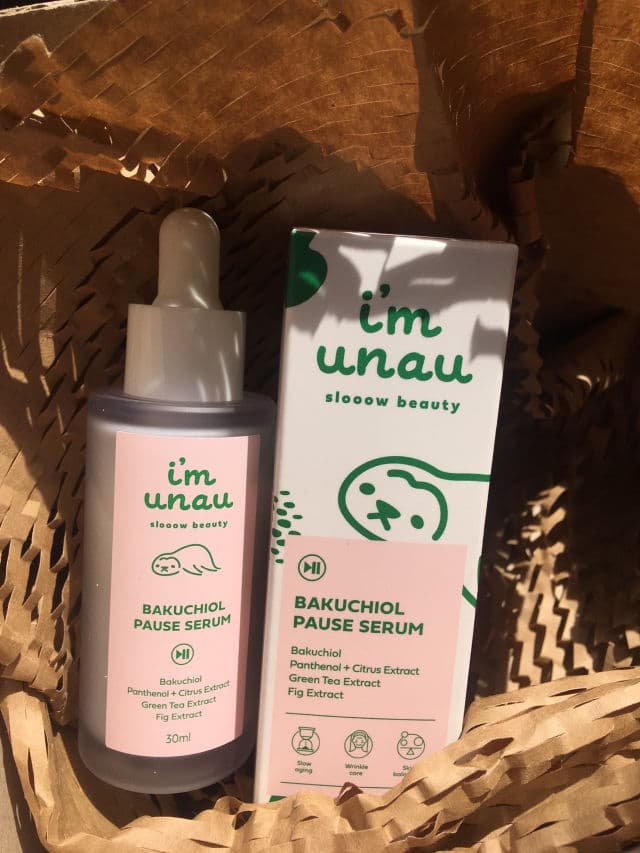 i'm
unau
slooow beauty
BAKUCHIOL
PAUSE SERUM
Bakuchiol
Panthenol + Citrus Extract
Green Tea Extract
Fig Extract
30ml
i'm
unau
slooow beauty
BAKUCHIOL
PAUSE SERUM
Bakuchiol
Panthenol + Citrus Extract
Green Tea Extract
Fig Extract
Slow
aging
Wrinkle
care